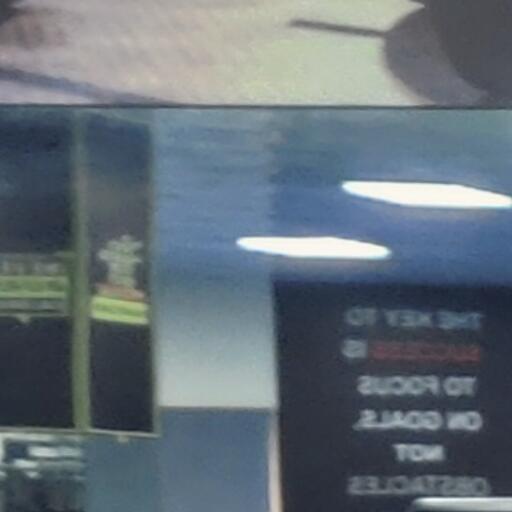 THE KEY TO
SUCCESS IS
TO FOCUS
ON GOALS,
NOT
OBSTACLES